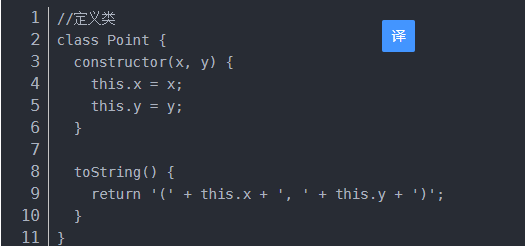 1 //定义类
2 class Point {
3   constructor(x, y) {
4     this.x = x;
5     this.y = y;
6   }
7
8   toString() {
9     return '(' + this.x + ', ' + this.y + ')';
10   }
11 }
译